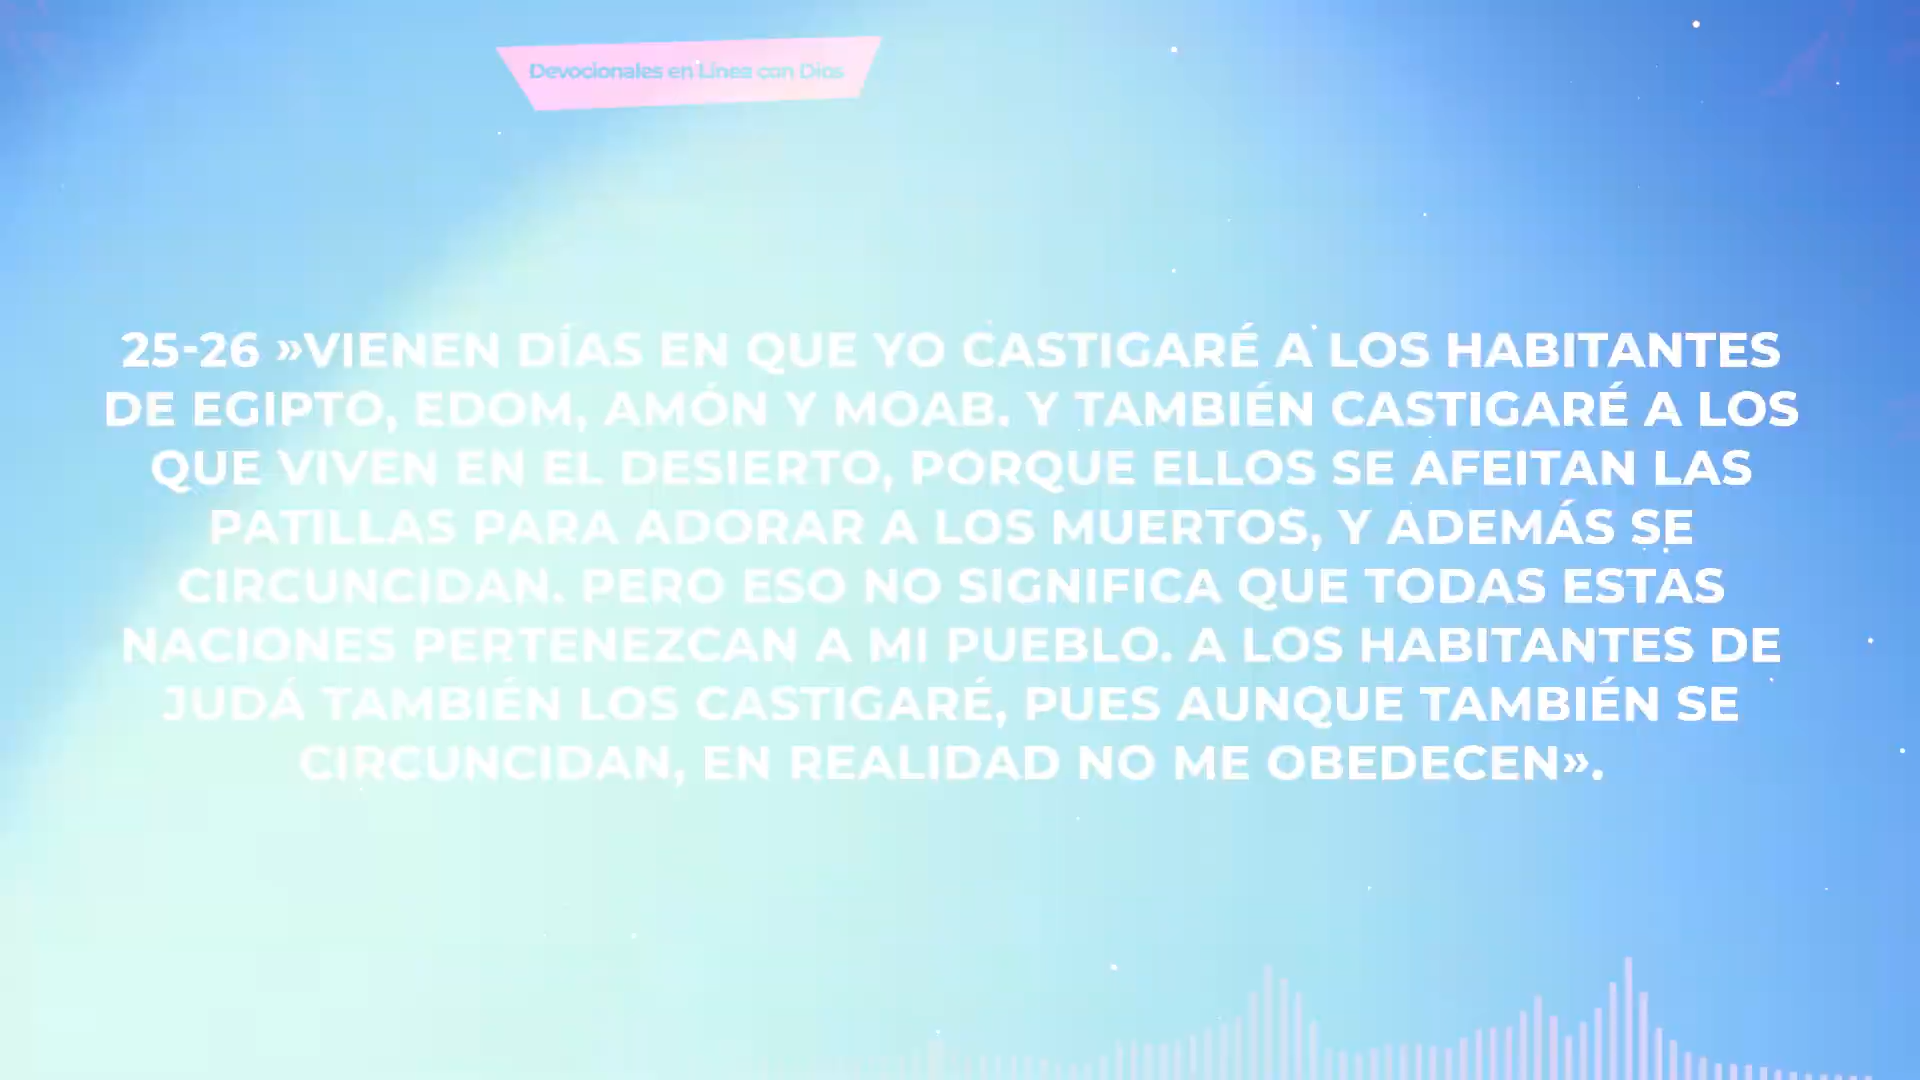 Devocionales en Linea con Dios
25-26 »VIENEN DÍAS EN QUE YO CASTIGARÉ A LOS HABITANTES
DE EGIPTO, EDOM, AMÓN Y MOAB. Y TAMBIÉN CASTIGARÉ A LOS
QUE VIVEN EN EL DESIERTO, PORQUE ELLOS SE AFEITAN LAS
PATILLAS PARA ADORAR A LOS MUERTOS, Y ADEMÁS SE
CIRCUNCIDAN. PERO ESO NO SIGNIFICA QUE TODAS ESTAS
NACIONES PERTENEZCAN A MI PUEBLO. A LOS HABITANTES DE
JUDÁ TAMBIÉN LOS CASTIGARÉ, PUES AUNQUE TAMBIÉN SE
CIRCUNCIDAN, EN REALIDAD NO ME OBEDECEN».